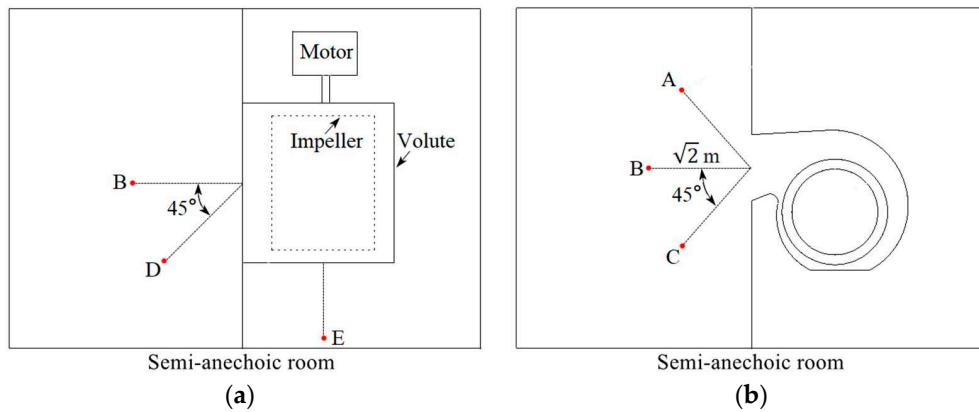 Motor
Impeller
Volute
B
45°
D
E
Semi-anechoic room
(a)
A
√2 m
B
45°
C
Semi-anechoic room
(b)